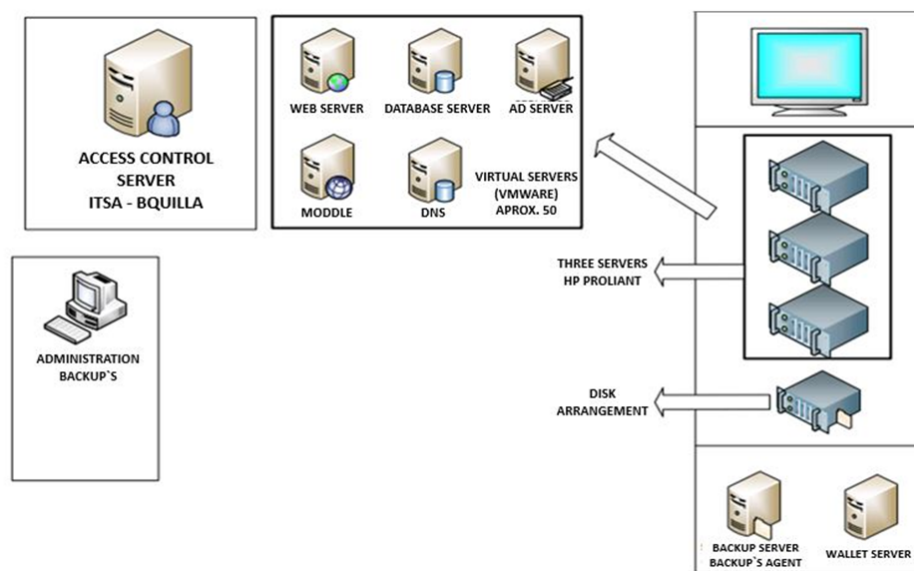 ACCESS CONTROL
SERVER
ITSA - BQUILLA
WEB SERVER
DATABASE SERVER
AD SERVER
MODDLE
DNS
VIRTUAL SERVERS
(VMWARE)
APROX. 50
THREE SERVERS
HP PROLIANT
ADMINISTRATION
BACKUP`S
DISK
ARRANGEMENT
BACKUP SERVER
BACKUP`S AGENT
WALLET SERVER